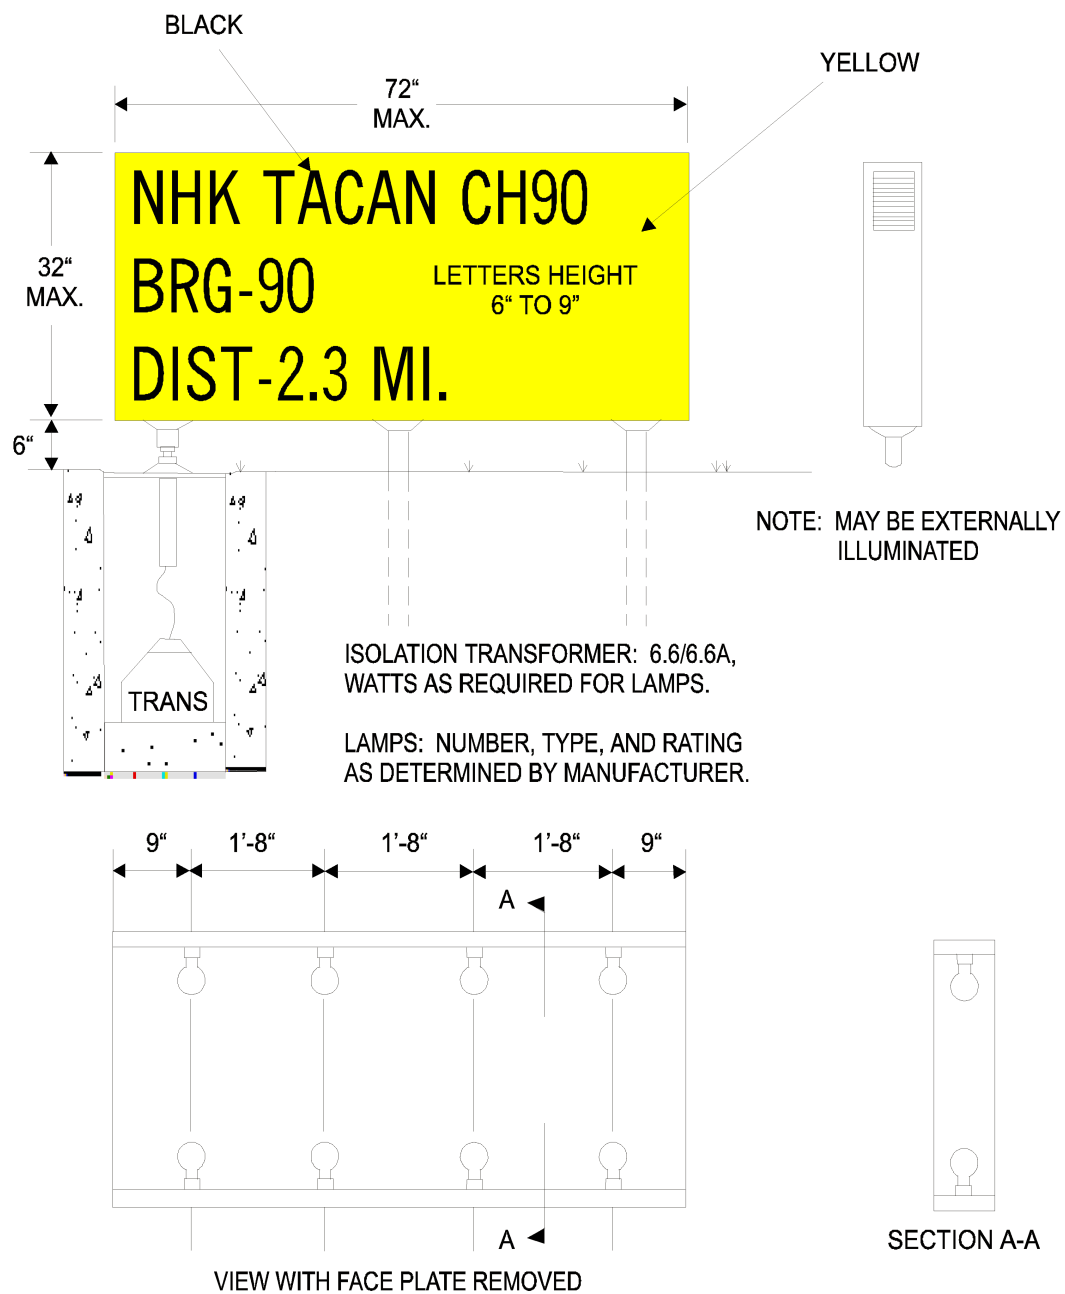 BLACK
YELLOW
72“
MAX.
NHK TACAN CH90
BRG-90
DIST-2.3 MI.
LETTERS HEIGHT
6“ TO 9”
32“
MAX.
6“
NOTE: MAY BE EXTERNALLY
ILLUMINATED
TRANS
ISOLATION TRANSFORMER: 6.6/6.6A,
WATTS AS REQUIRED FOR LAMPS.
LAMPS: NUMBER, TYPE, AND RATING
AS DETERMINED BY MANUFACTURER.
9“ 1’-8“ 1’-8“ 1’-8“ 9“
A
A
SECTION A-A
VIEW WITH FACE PLATE REMOVED